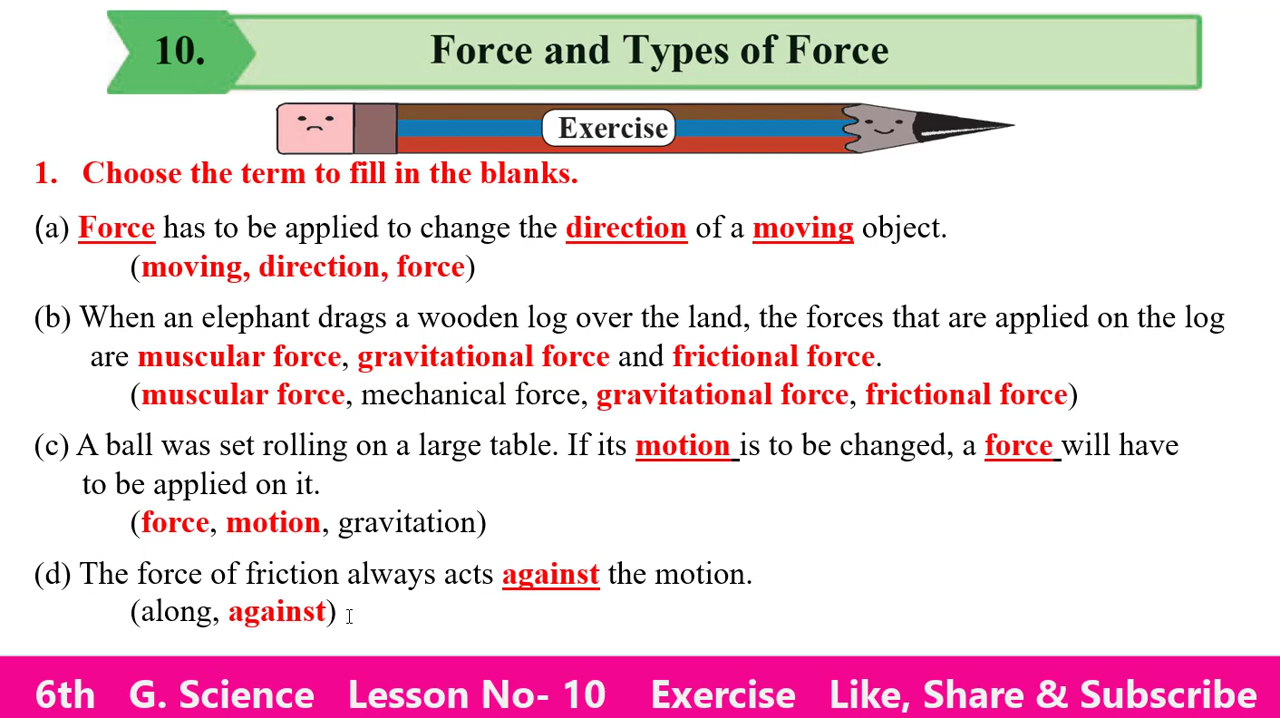 10. Force and Types of Force
Exercise
1. Choose the term to fill in the blanks.
(a) Force has to be applied to change the direction of a moving object.
(moving, direction, force)
(b) When an elephant drags a wooden log over the land, the forces that are applied on the log
are muscular force, gravitational force and frictional force.
(muscular force, mechanical force, gravitational force, frictional force)
(c) A ball was set rolling on a large table. If its motion is to be changed, a force will have
to be applied on it.
(force, motion, gravitation)
(d) The force of friction always acts against the motion.
(along, against)
6th G. Science Lesson No- 10 Exercise Like, Share & Subscribe